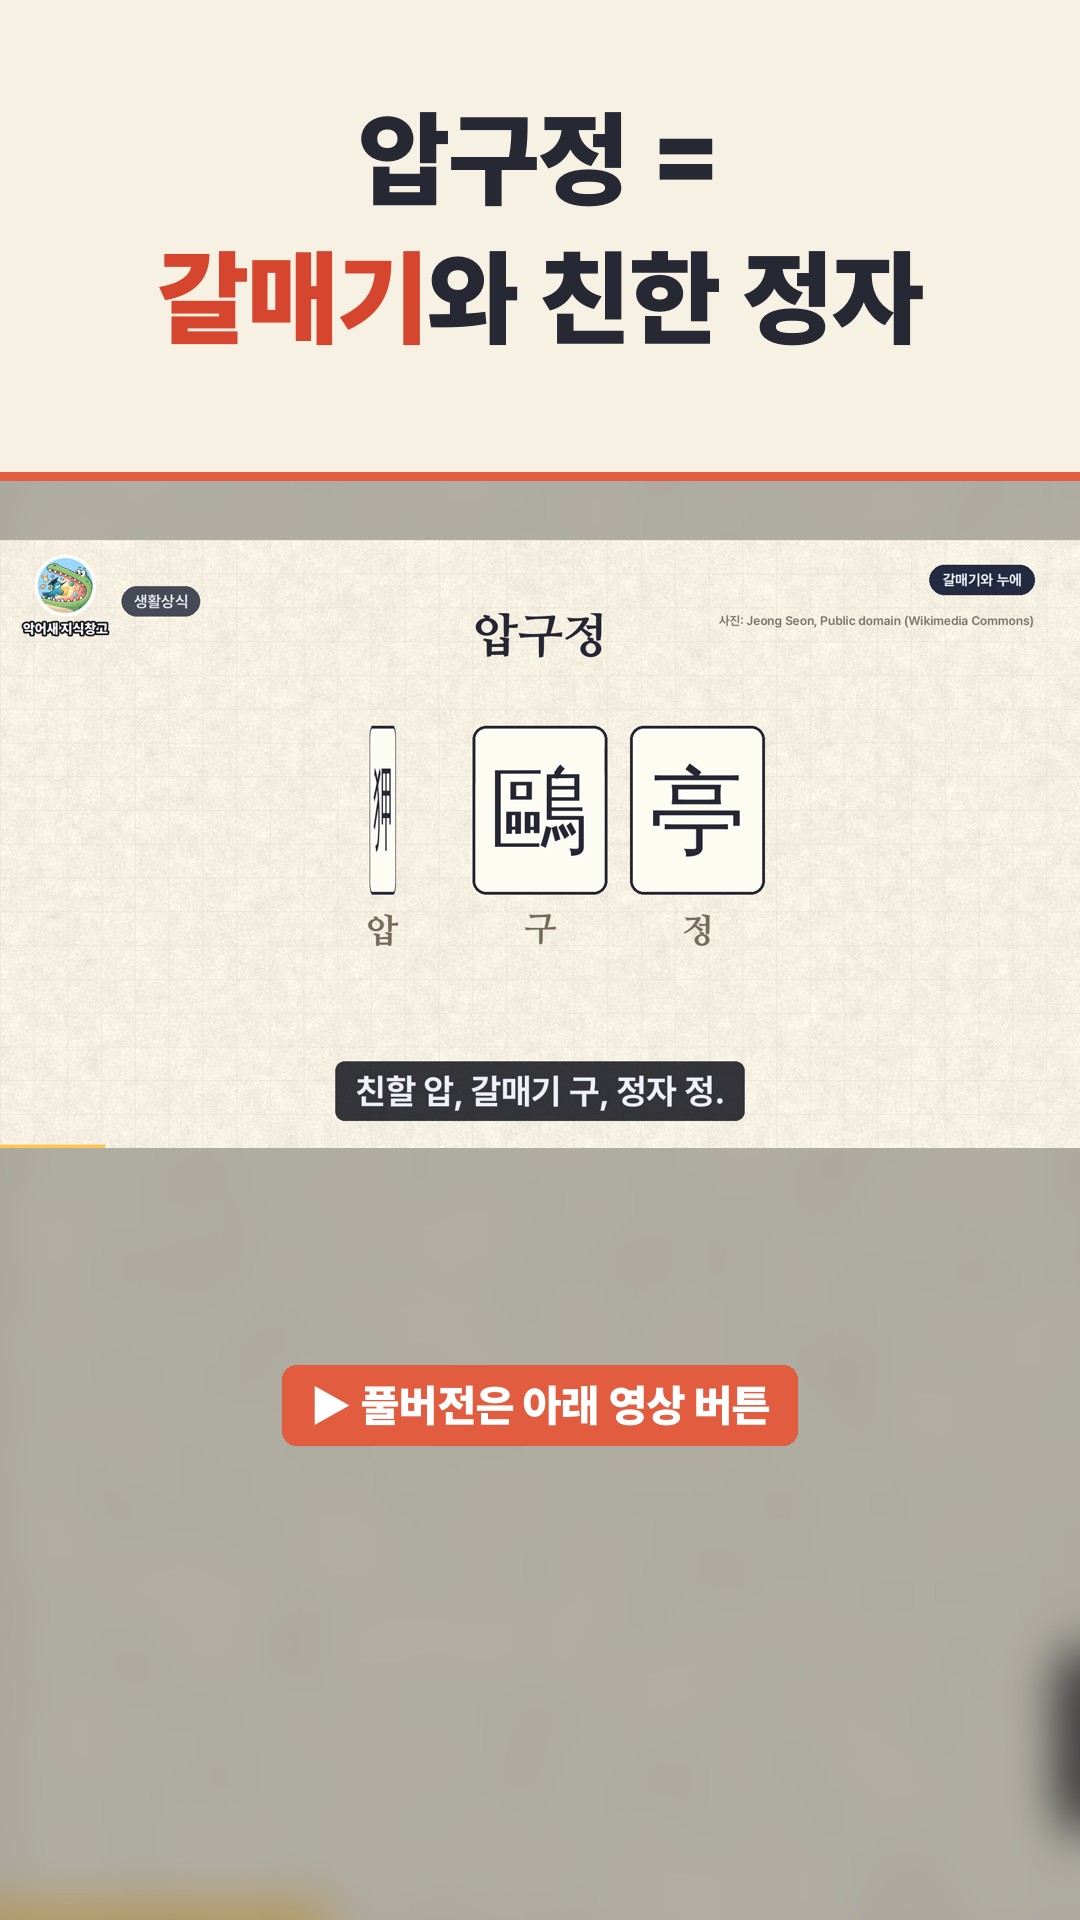 압구정 =
갈매기와 친한 정자
악어새 지식창고
생활상식
갈매기와 누에
사진: Jeong Seon, Public domain (Wikimedia Commons)
압구정
狎 鷗 亭
압 구 정
친할 압, 갈매기 구, 정자 정.
▶ 풀버전은 아래 영상 버튼